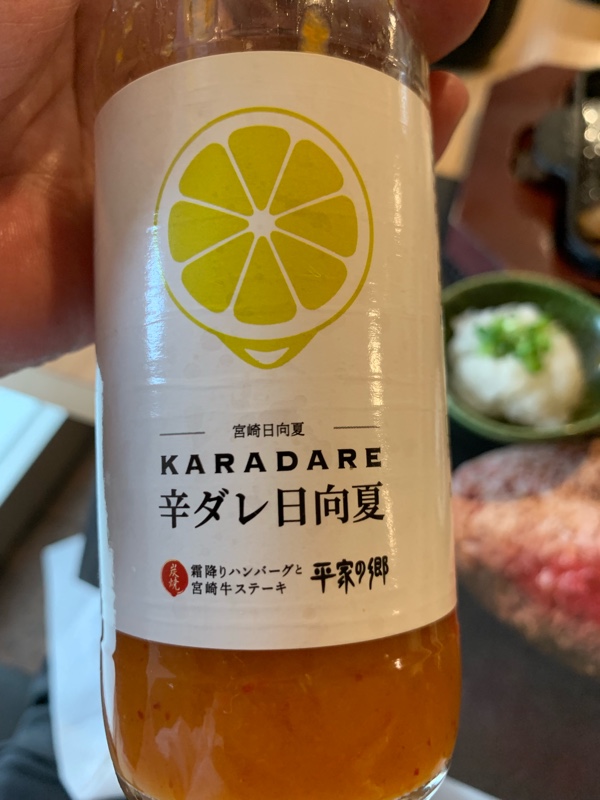 宮崎日向夏
KARADARE
辛ダレ日向夏
炭焼
霜降りハンバーグと
宮崎牛ステーキ
平家の郷